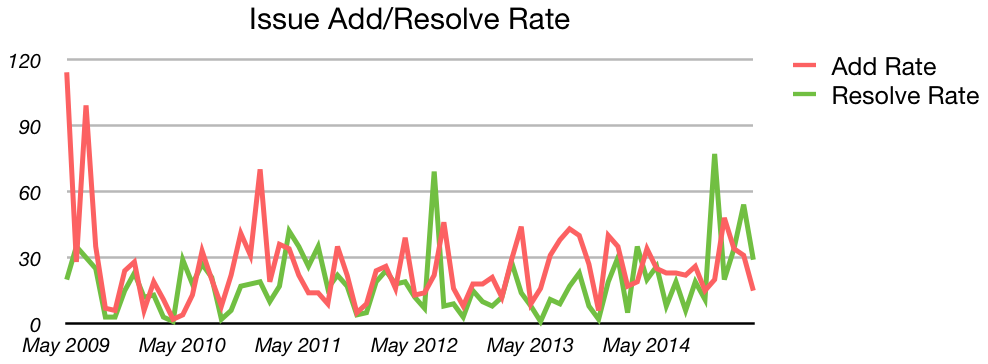 Issue Add/Resolve Rate
120
90
60
30
0
May 2009 May 2010 May 2011 May 2012 May 2013 May 2014
Add Rate
Resolve Rate